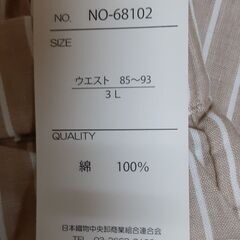 NO. NO-68102
SIZE
ウエスト 85～93
3L
QUALITY
綿 100%
日本織物中央卸商業組合連合会